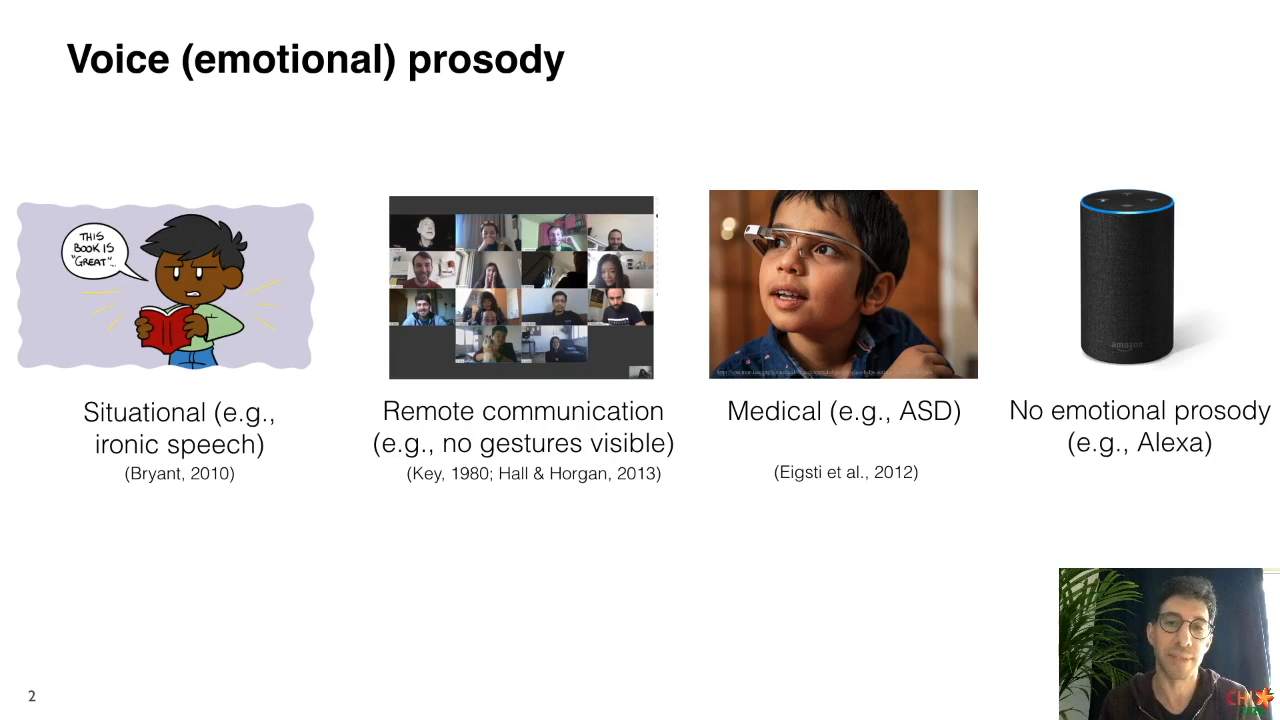 Voice (emotional) prosody
THIS
BOOK IS
"GREAT"...
amazon
Situational (e.g.,
ironic speech)
(Bryant, 2010)
Remote communication
(e.g., no gestures visible)
(Key, 1980; Hall & Horgan, 2013)
Medical (e.g., ASD)
(Eigsti et al., 2012)
No emotional prosody
(e.g., Alexa)
2